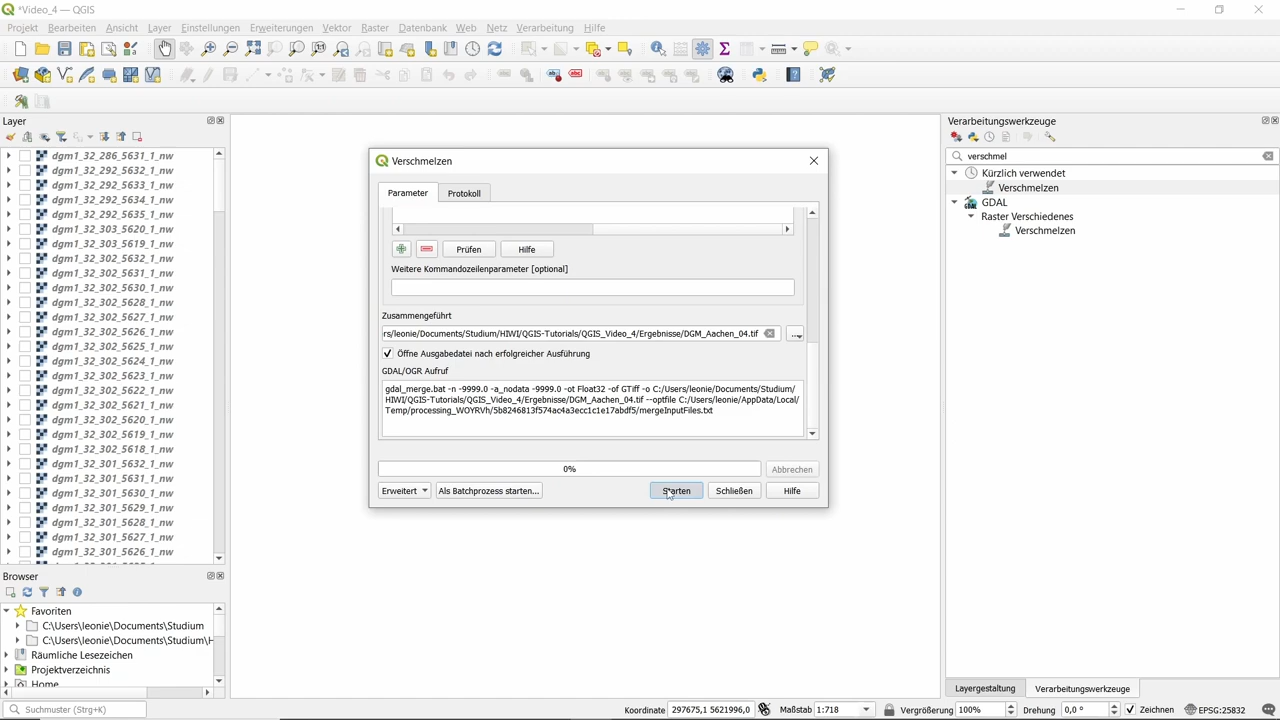 *Video_4 — QGIS
Projekt Bearbeiten Ansicht Layer Einstellungen Erweiterungen Vektor Raster Datenbank Web Netz Verarbeitung Hilfe
Layer
dgm1_32_286_5631_1_nw
dgm1_32_292_5632_1_nw
dgm1_32_292_5633_1_nw
dgm1_32_292_5634_1_nw
dgm1_32_292_5635_1_nw
dgm1_32_303_5620_1_nw
dgm1_32_303_5619_1_nw
dgm1_32_302_5632_1_nw
dgm1_32_302_5631_1_nw
dgm1_32_302_5630_1_nw
dgm1_32_302_5628_1_nw
dgm1_32_302_5627_1_nw
dgm1_32_302_5626_1_nw
dgm1_32_302_5625_1_nw
dgm1_32_302_5624_1_nw
dgm1_32_302_5623_1_nw
dgm1_32_302_5622_1_nw
dgm1_32_302_5621_1_nw
dgm1_32_302_5620_1_nw
dgm1_32_302_5619_1_nw
dgm1_32_302_5618_1_nw
dgm1_32_301_5632_1_nw
dgm1_32_301_5631_1_nw
dgm1_32_301_5630_1_nw
dgm1_32_301_5629_1_nw
dgm1_32_301_5628_1_nw
dgm1_32_301_5627_1_nw
dgm1_32_301_5626_1_nw
Browser
Favoriten
C:\Users\leonie\Documents\Studium
C:\Users\leonie\Documents\Studium\H
Räumliche Lesezeichen
Projektverzeichnis
Home
Suchmuster (Strg+K)
Verschmelzen
Parameter Protokoll
Prüfen Hilfe
Weitere Kommandozeilenparameter [optional]
Zusammengeführt
rs/leonie/Documents/Studium/HIWI/QGIS-Tutorials/QGIS_Video_4/Ergebnisse/DGM_Aachen_04.tif
…
Öffne Ausgabedatei nach erfolgreicher Ausführung
GDAL/OGR Aufruf
gdal_merge.bat -n -9999.0 -a_nodata -9999.0 -ot Float32 -of GTiff -o C:/Users/leonie/Documents/Studium/
HIWI/QGIS-Tutorials/QGIS_Video_4/Ergebnisse/DGM_Aachen_04.tif --optfile C:/Users/leonie/AppData/Local/
Temp/processing_WOYRVh/5b8246813f574ac4a3ecc1c1e17abdf5/mergeInputFiles.txt
0%
Abbrechen
Erweitert Als Batchprozess starten... Starten Schließen Hilfe
Verarbeitungswerkzeuge
verschmel
Kürzlich verwendet
Verschmelzen
GDAL
Raster Verschiedenes
Verschmelzen
Layergestaltung Verarbeitungswerkzeuge
Koordinate 297675,1 5621996,0 Maßstab 1:718 Vergrößerung 100% Drehung 0,0 ° Zeichnen EPSG:25832